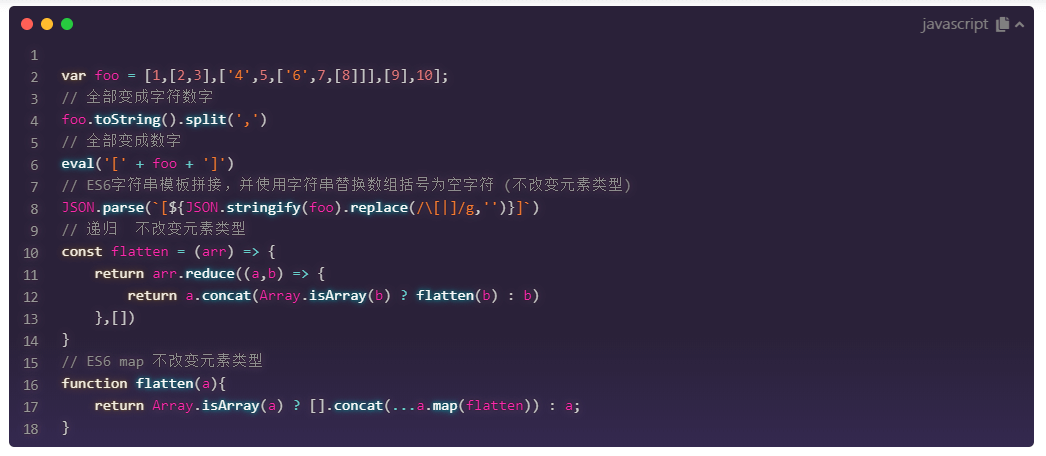 javascript
1
2 var foo = [1,[2,3],['4',5,['6',7,[8]]],[9],10];
3 // 全部变成字符数字
4 foo.toString().split(',')
5 // 全部变成数字
6 eval('[' + foo + ']')
7 // ES6字符串模板拼接，并使用字符串替换数组括号为空字符 (不改变元素类型)
8 JSON.parse(`[${JSON.stringify(foo).replace(/\[|]/g,'')}]`)
9 // 递归  不改变元素类型
10 const flatten = (arr) => {
11     return arr.reduce((a,b) => {
12         return a.concat(Array.isArray(b) ? flatten(b) : b)
13     },[])
14 }
15 // ES6 map 不改变元素类型
16 function flatten(a){
17     return Array.isArray(a) ? [].concat(...a.map(flatten)) : a;
18 }